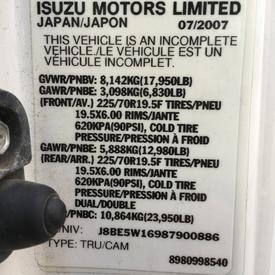 ISUZU MOTORS LIMITED
JAPAN/JAPON 07/2007
THIS VEHICLE IS AN INCOMPLETE
VEHICLE./LE VÉHICULE EST UN
VÉHICULE INCOMPLET.
GVWR/PNBV: 8,142KG(17,950LB)
GAWR/PNBE: 3,098KG(6,830LB)
(FRONT/AV.) 225/70R19.5F TIRES/PNEU
19.5X6.00 RIMS/JANTE
620KPA(90PSI), COLD TIRE
PRESSURE/PRESSION À FROID
GAWR/PNBE: 5,888KG(12,980LB)
(REAR/ARR.) 225/70R19.5F TIRES/PNEU
19.5X6.00 RIMS/JANTE
620KPA(90PSI), COLD TIRE
PRESSURE/PRESSION À FROID
DUAL/DOUBLE
/PNBC: 10,864KG(23,950LB)
/NIV: J8BE5W16987900886
TYPE: TRU/CAM
8980998540